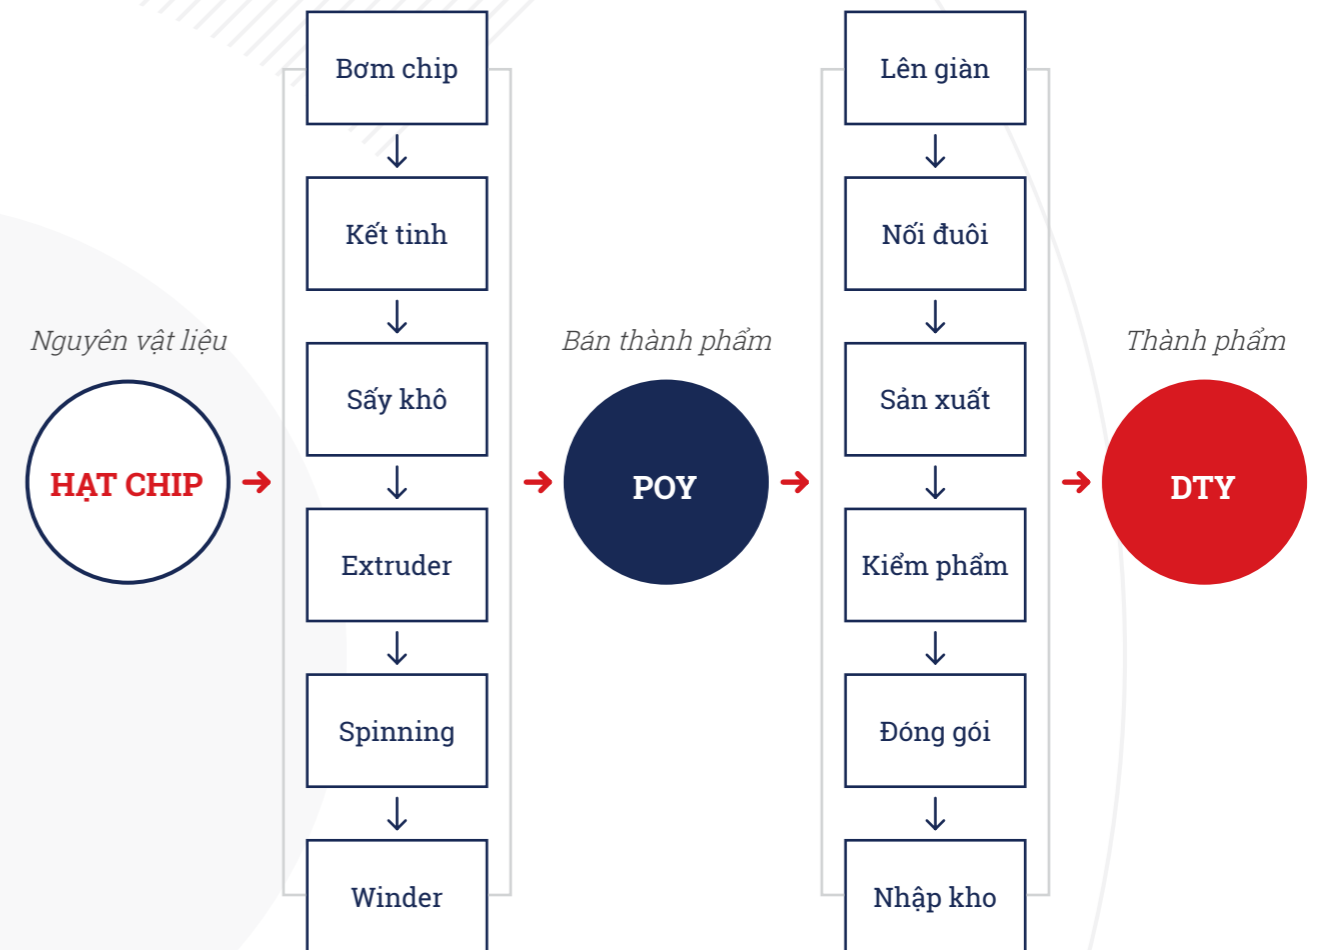 Nguyên vật liệu
HẠT CHIP
Bơm chip
Kết tinh
Sấy khô
Extruder
Spinning
Winder
Bán thành phẩm
POY
Lên giàn
Nối đuôi
Sản xuất
Kiểm phẩm
Đóng gói
Nhập kho
Thành phẩm
DTY